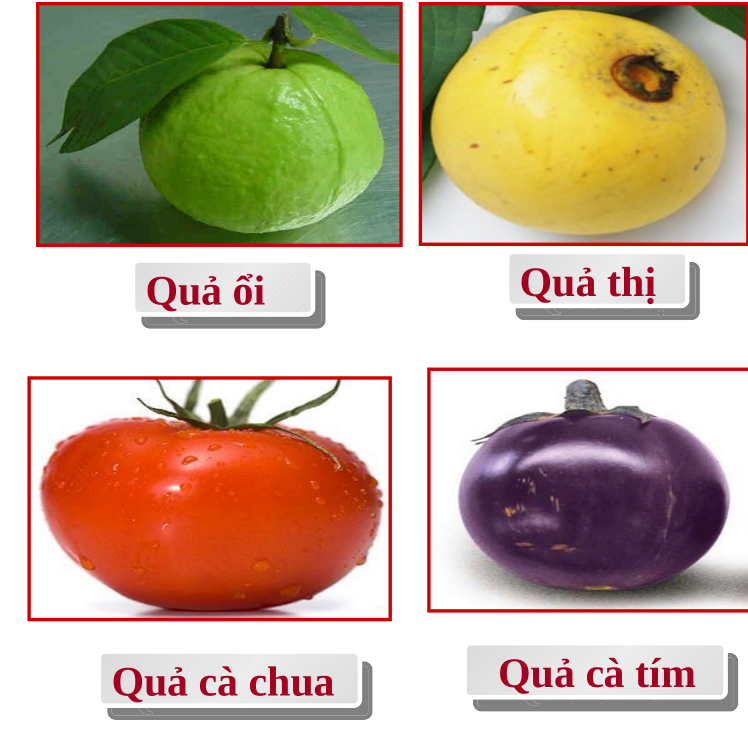 Quả ổi
Quả thị
Quả cà chua
Quả cà tím